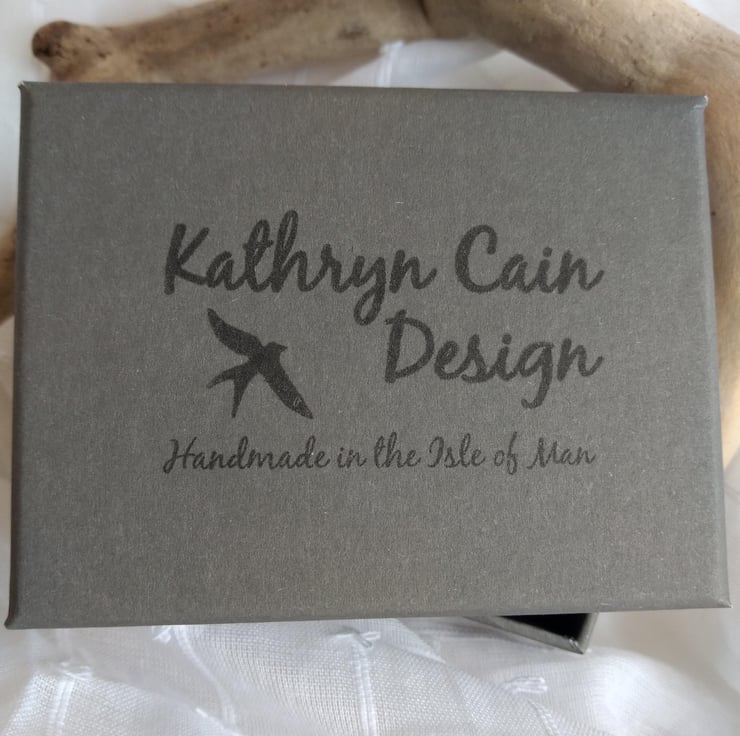 Kathryn Cain
Design
Handmade in the Isle of Man